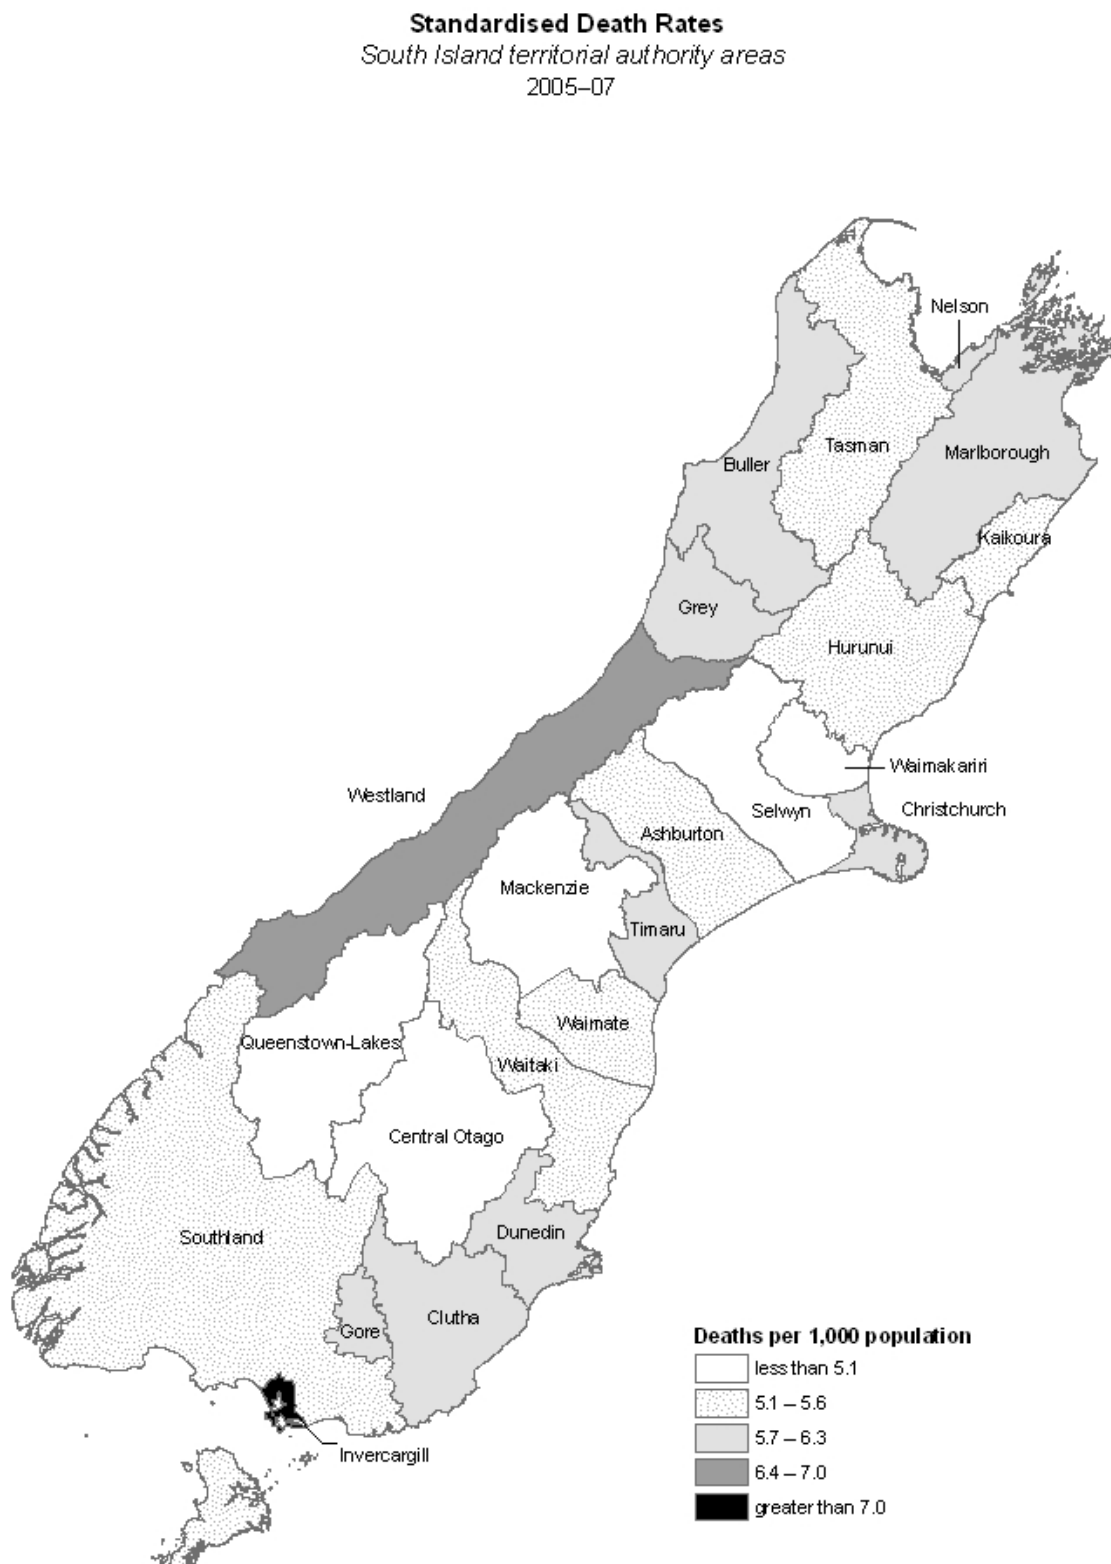 Standardised Death Rates
South Island territorial authority areas
2005–07
Nelson
Tasman
Marlborough
Buller
Kaikoura
Grey
Hurunui
Waimakariri
Westland
Selwyn
Christchurch
Ashburton
Mackenzie
Timaru
Waimate
Queenstown-Lakes
Waitaki
Central Otago
Dunedin
Southland
Clutha
Gore
Invercargill
Deaths per 1,000 population
less than 5.1
5.1 – 5.6
5.7 – 6.3
6.4 – 7.0
greater than 7.0